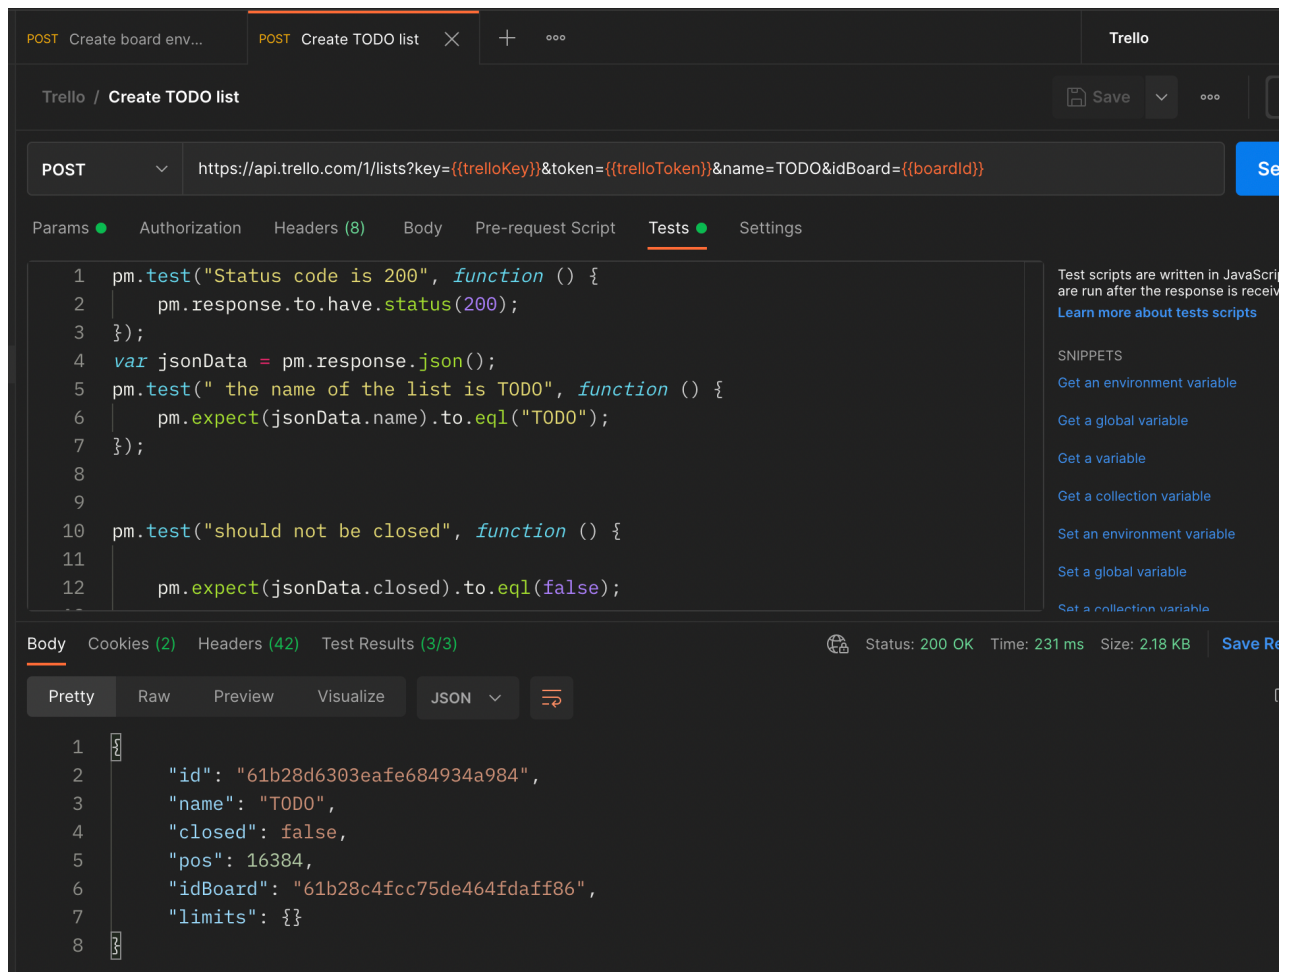 POST Create board env... POST Create TODO list Trello
Trello / Create TODO list Save
POST https://api.trello.com/1/lists?key={{trelloKey}}&token={{trelloToken}}&name=TODO&idBoard={{boardId}} Se
Params Authorization Headers (8) Body Pre-request Script Tests Settings
1 pm.test("Status code is 200", function () {
2 pm.response.to.have.status(200);
3 });
4 var jsonData = pm.response.json();
5 pm.test(" the name of the list is TODO", function () {
6 pm.expect(jsonData.name).to.eql("TODO");
7 });
8
9
10 pm.test("should not be closed", function () {
11
12 pm.expect(jsonData.closed).to.eql(false);
Test scripts are written in JavaScrip
are run after the response is receiv
Learn more about tests scripts
SNIPPETS
Get an environment variable
Get a global variable
Get a variable
Get a collection variable
Set an environment variable
Set a global variable
Set a collection variable
Body Cookies (2) Headers (42) Test Results (3/3) Status: 200 OK Time: 231 ms Size: 2.18 KB Save Re
Pretty Raw Preview Visualize JSON
1 {
2 "id": "61b28d6303eafe684934a984",
3 "name": "TODO",
4 "closed": false,
5 "pos": 16384,
6 "idBoard": "61b28c4fcc75de464fdaff86",
7 "limits": {}
8 }